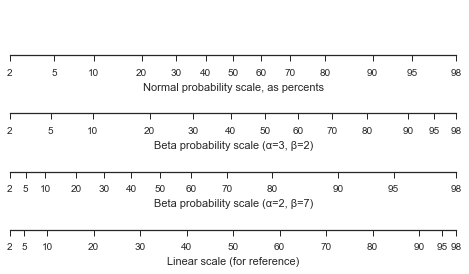 2 5 10 20 30 40 50 60 70 80 90 95 98
Normal probability scale, as percents
2 5 10 20 30 40 50 60 70 80 90 95 98
Beta probability scale (α=3, β=2)
2 5 10 20 30 40 50 60 70 80 90 95 98
Beta probability scale (α=2, β=7)
2 5 10 20 30 40 50 60 70 80 90 95 98
Linear scale (for reference)